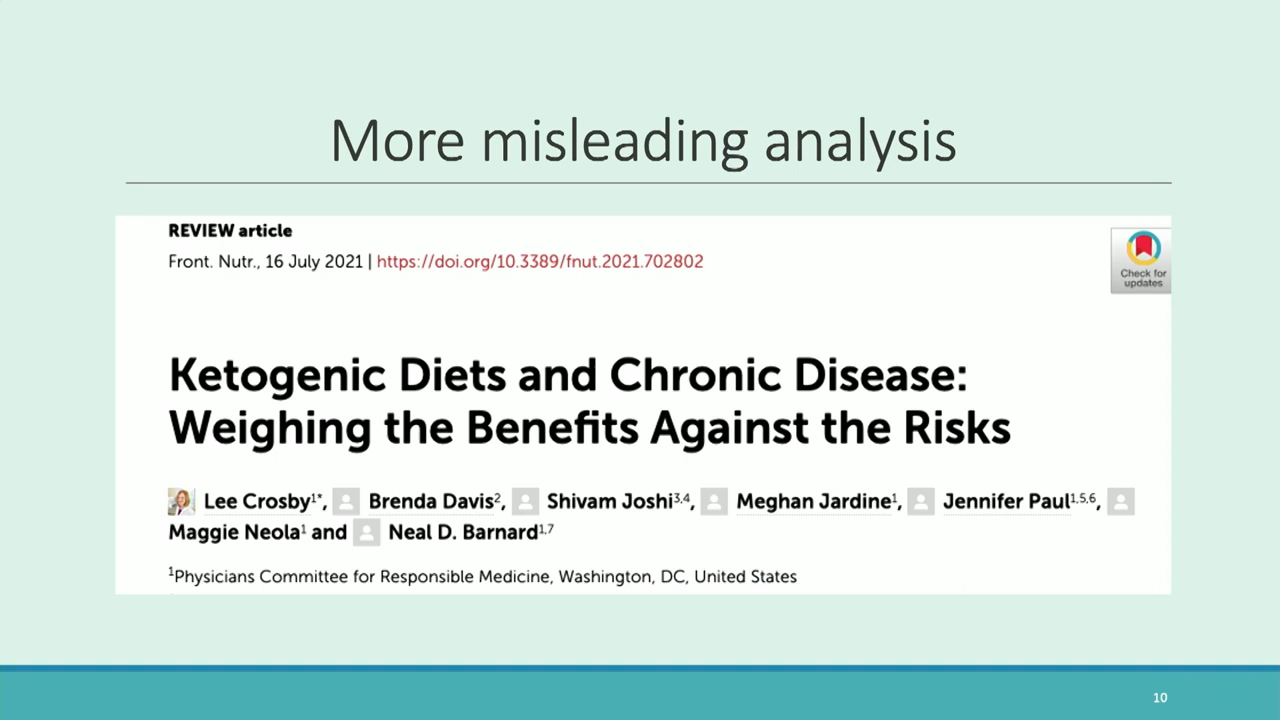 More misleading analysis
REVIEW article
Front. Nutr., 16 July 2021 | https://doi.org/10.3389/fnut.2021.702802
Check for
updates
Ketogenic Diets and Chronic Disease:
Weighing the Benefits Against the Risks
Lee Crosby1*, Brenda Davis2, Shivam Joshi3,4, Meghan Jardine1, Jennifer Paul1,5,6,
Maggie Neola1 and Neal D. Barnard1,7
1Physicians Committee for Responsible Medicine, Washington, DC, United States
10